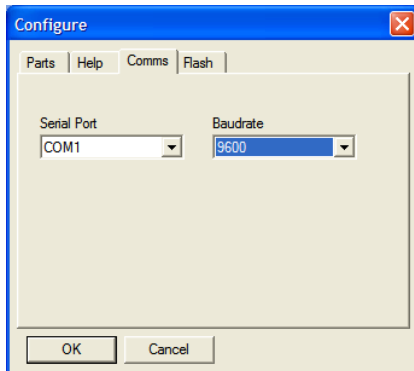 Configure
Parts Help Comms Flash
Serial Port Baudrate
COM1 9600
OK Cancel